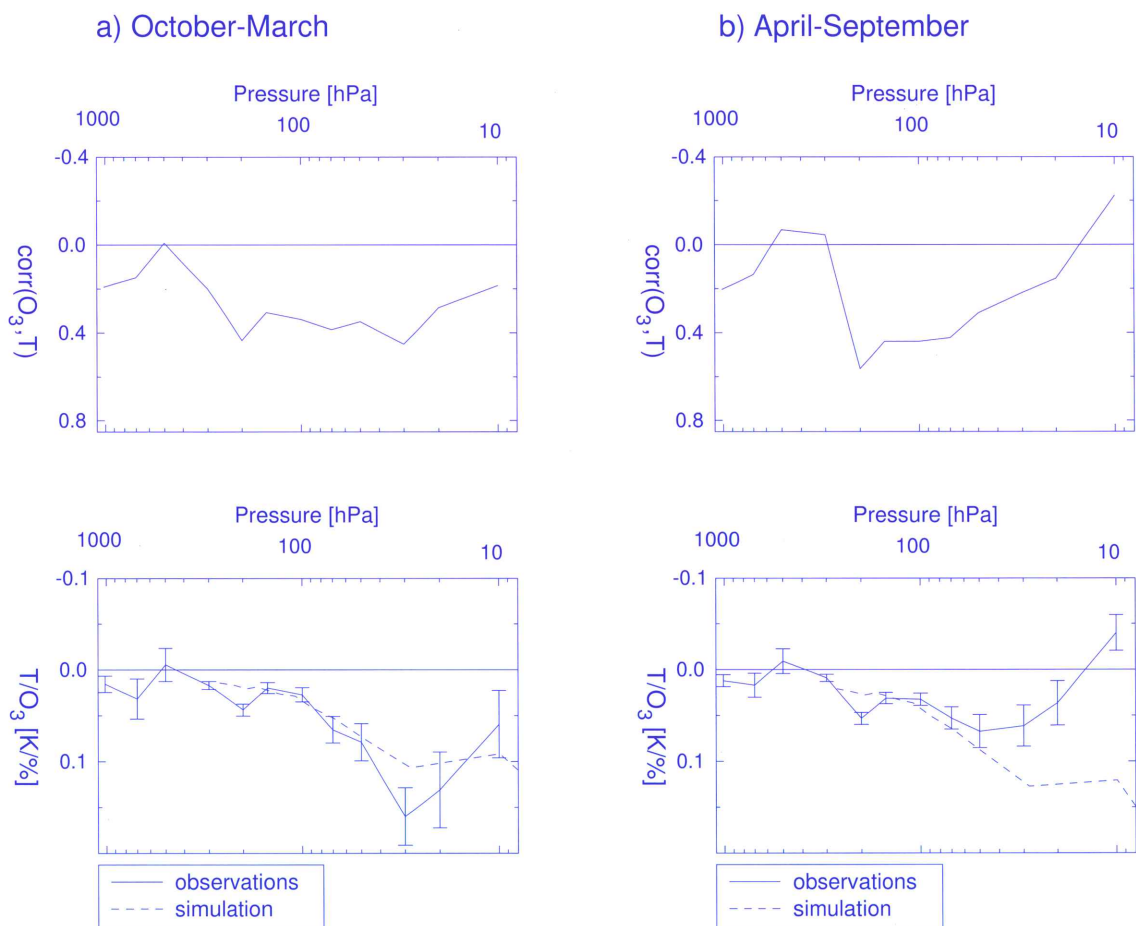 a) October-March
b) April-September
Pressure [hPa]
1000
100
10
-0.4
0.0
0.4
0.8
corr(O₃,T)
Pressure [hPa]
1000
100
10
-0.4
0.0
0.4
0.8
corr(O₃,T)
Pressure [hPa]
1000
100
10
-0.1
0.0
0.1
T/O₃ [K/%]
observations
simulation
Pressure [hPa]
1000
100
10
-0.1
0.0
0.1
T/O₃ [K/%]
observations
simulation